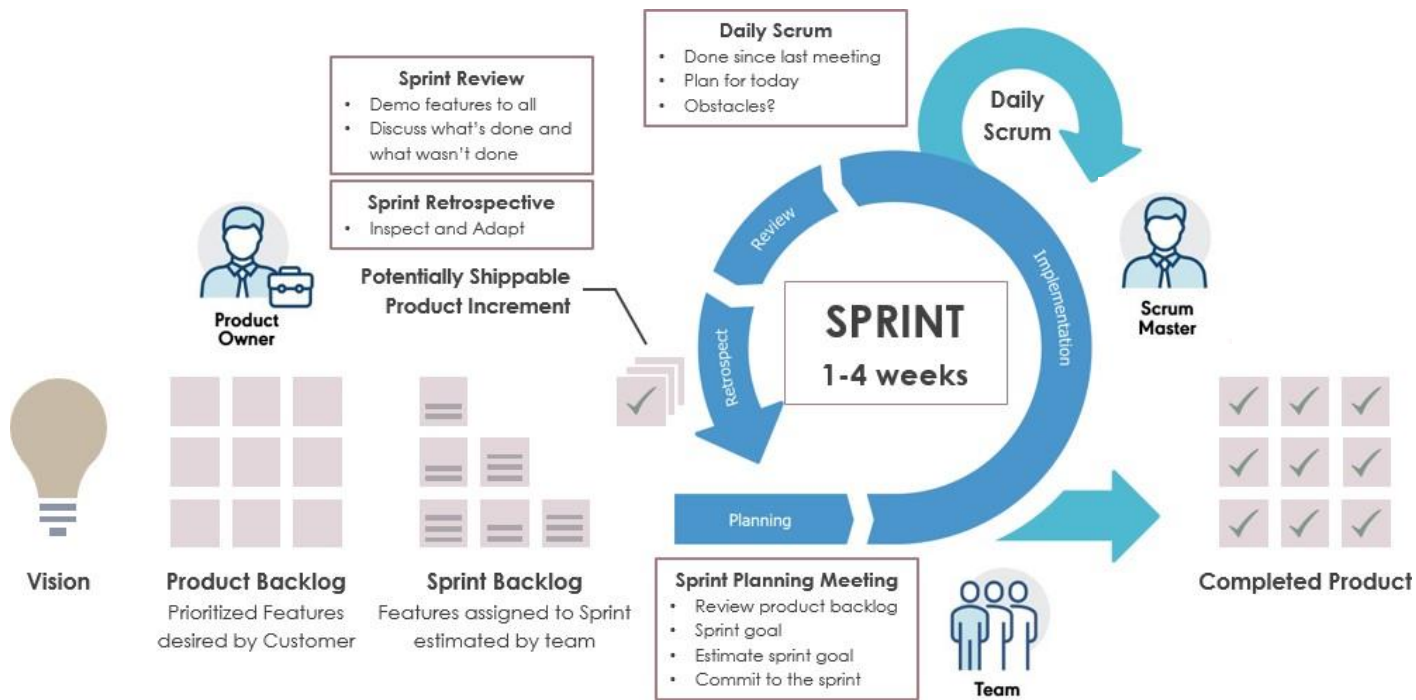 Daily Scrum
• Done since last meeting
• Plan for today
• Obstacles?
Daily
Scrum
Sprint Review
• Demo features to all
• Discuss what's done and
what wasn't done
Sprint Retrospective
• Inspect and Adapt
Potentially Shippable
Product Increment
Product
Owner
Review
Retrospect
SPRINT
1-4 weeks
Implementation
Scrum
Master
Planning
Vision
Product Backlog
Prioritized Features
desired by Customer
Sprint Backlog
Features assigned to Sprint
estimated by team
Sprint Planning Meeting
• Review product backlog
• Sprint goal
• Estimate sprint goal
• Commit to the sprint
Team
Completed Product